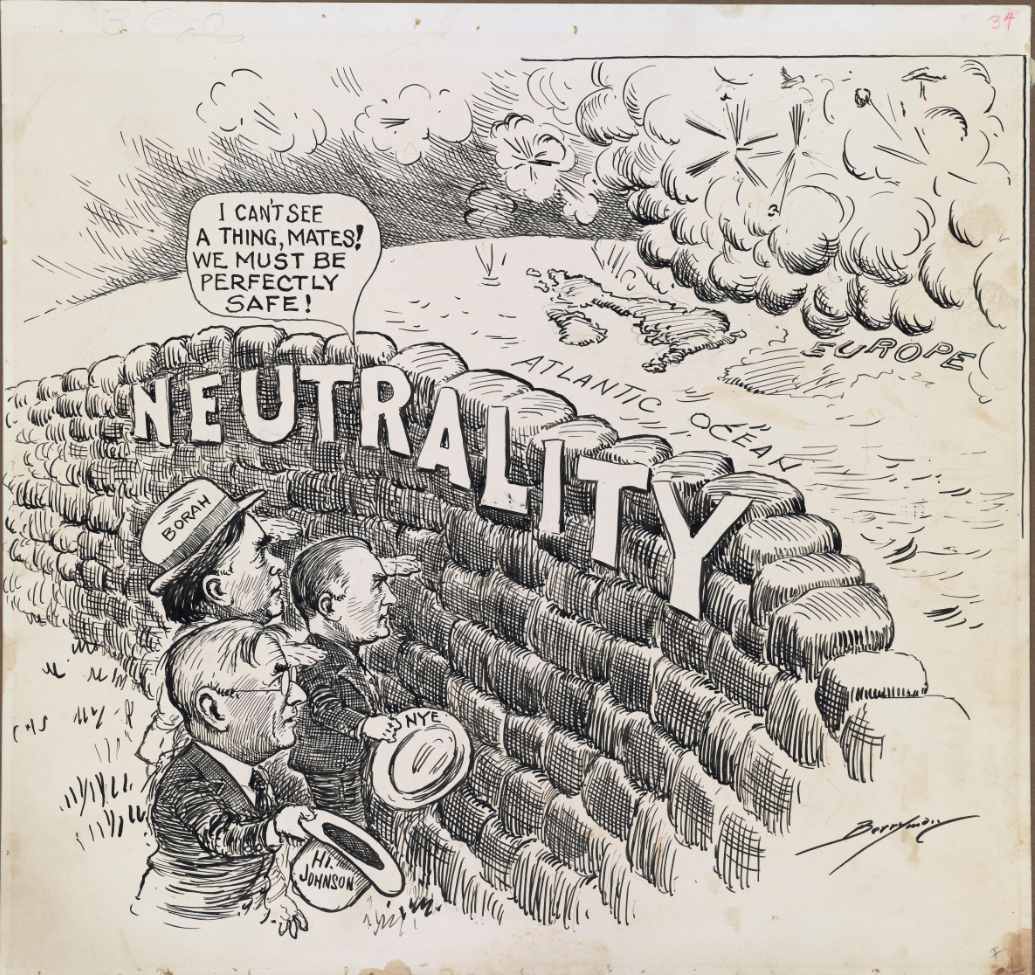 34
I CAN'T SEE
A THING, MATES!
WE MUST BE
PERFECTLY
SAFE!
EUROPE
ATLANTIC OCEAN
NEUTRALITY
BORAH
NYE
HI.
JOHNSON
Berryman